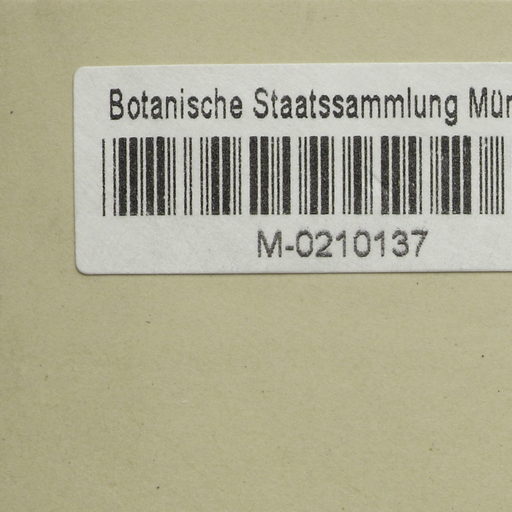 Botanische Staatssammlung Mün
M-0210137